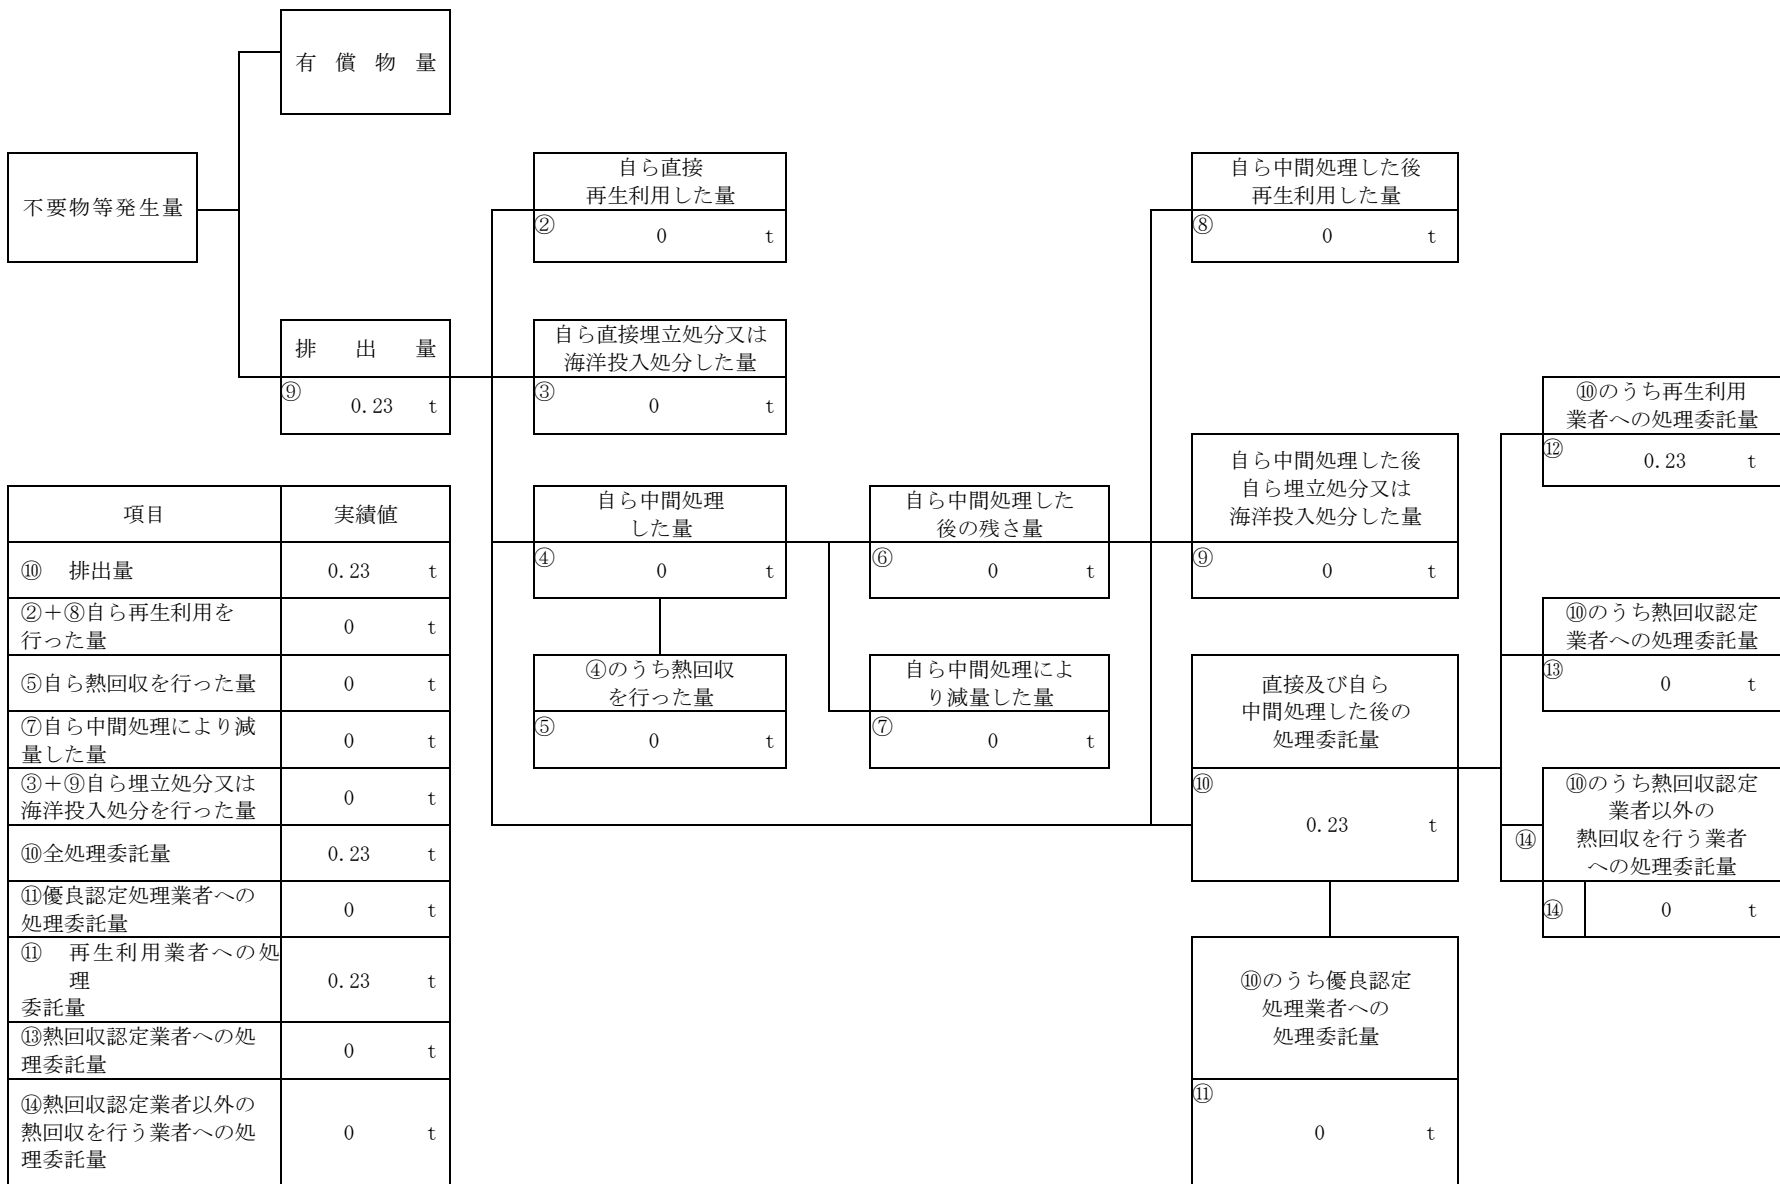 有 償 物 量
不要物等発生量
自ら直接
再生利用した量
② 0 t
自ら中間処理した後
再生利用した量
⑧ 0 t
排 出 量
⑨ 0.23 t
自ら直接埋立処分又は
海洋投入処分した量
③ 0 t
⑩のうち再生利用
業者への処理委託量
⑫ 0.23 t
自ら中間処理した後
自ら埋立処分又は
海洋投入処分した量
⑨ 0 t
自ら中間処理
した量
④ 0 t
自ら中間処理した
後の残さ量
⑥ 0 t
⑩のうち熱回収認定
業者への処理委託量
⑬ 0 t
④のうち熱回収
を行った量
⑤ 0 t
自ら中間処理によ
り減量した量
⑦ 0 t
直接及び自ら
中間処理した後の
処理委託量
⑩
0.23 t
⑩のうち熱回収認定
業者以外の
熱回収を行う業者
への処理委託量
⑭
⑭ 0 t
⑩のうち優良認定
処理業者への
処理委託量
⑪
0 t
項目 実績値
⑩ 排出量 0.23 t
②+⑧自ら再生利用を
行った量
0 t
⑤自ら熱回収を行った量 0 t
⑦自ら中間処理により減
量した量
0 t
③+⑨自ら埋立処分又は
海洋投入処分を行った量
0 t
⑩全処理委託量 0.23 t
⑪優良認定処理業者への
処理委託量
0 t
⑪ 再生利用業者への処
理
委託量
0.23 t
⑬熱回収認定業者への処
理委託量
0 t
⑭熱回収認定業者以外の
熱回収を行う業者への処
理委託量
0 t